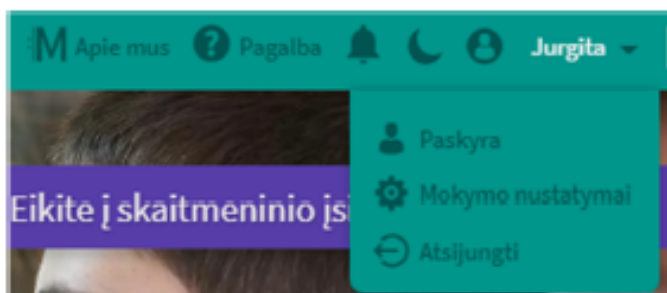 M Apie mus Pagalba Jurgita
Paskyra
Eikite į skaitmeninio įsi
Mokymo nustatymai
Atsijungti